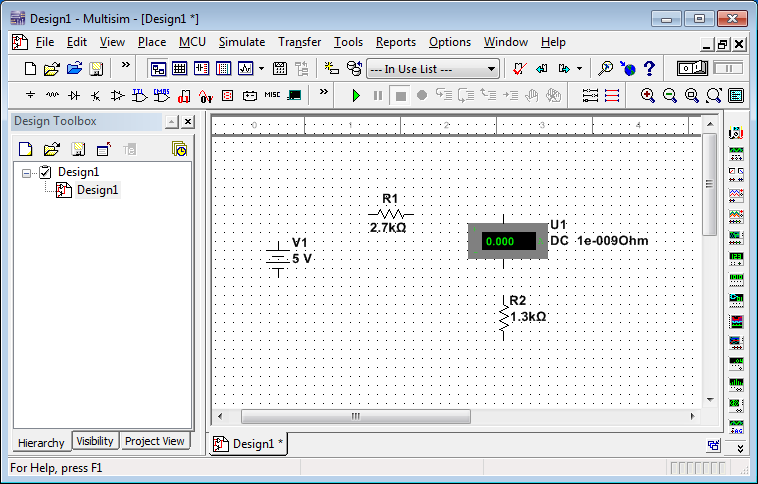 Design1 - Multisim - [Design1 *]
File Edit View Place MCU Simulate Transfer Tools Reports Options Window Help
» --- In Use List --- ?
TTL CMOS MISC »
Design Toolbox
Design1
Design1
0 1 2 3 4
R1
2.7kΩ
V1
5 V
U1
0.000 DC 1e-009Ohm
R2
1.3kΩ
Hierarchy Visibility Project View
Design1 *
For Help, press F1